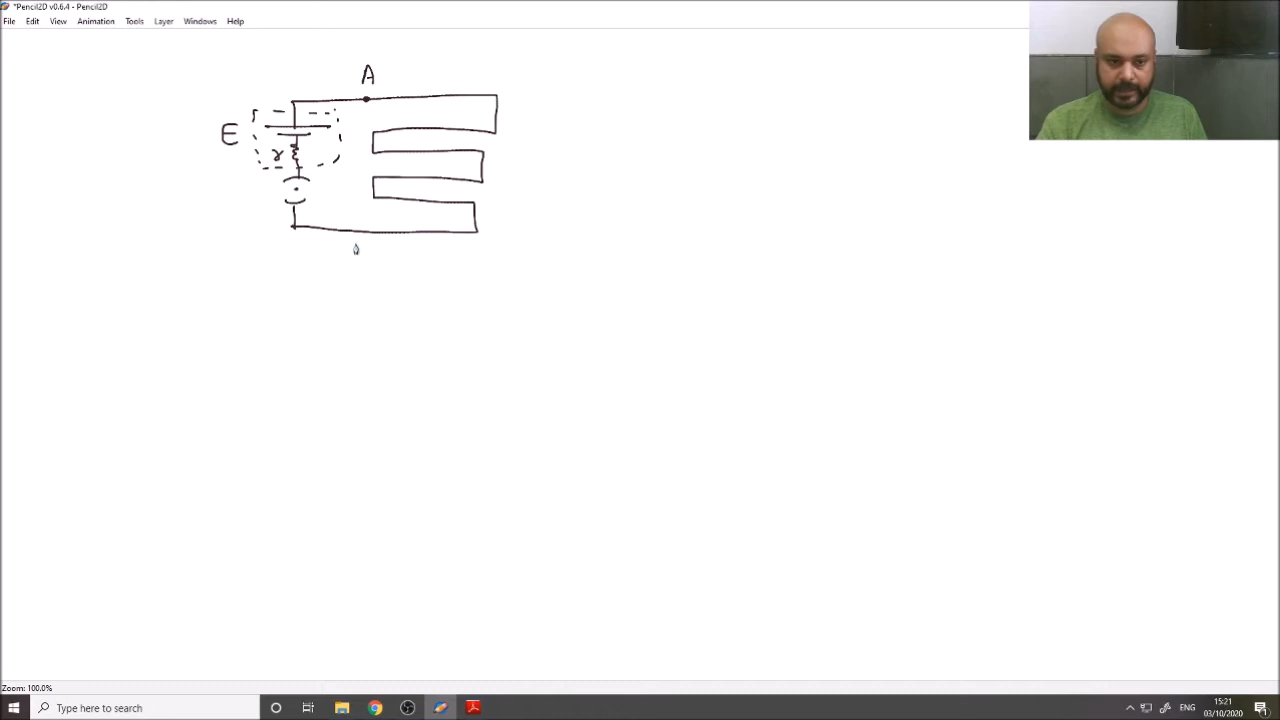 *Pencil2D v0.6.4 - Pencil2D
File Edit View Animation Tools Layer Windows Help
A
E
r
Zoom: 100.0%
Type here to search
ENG
15:21
03/10/2020